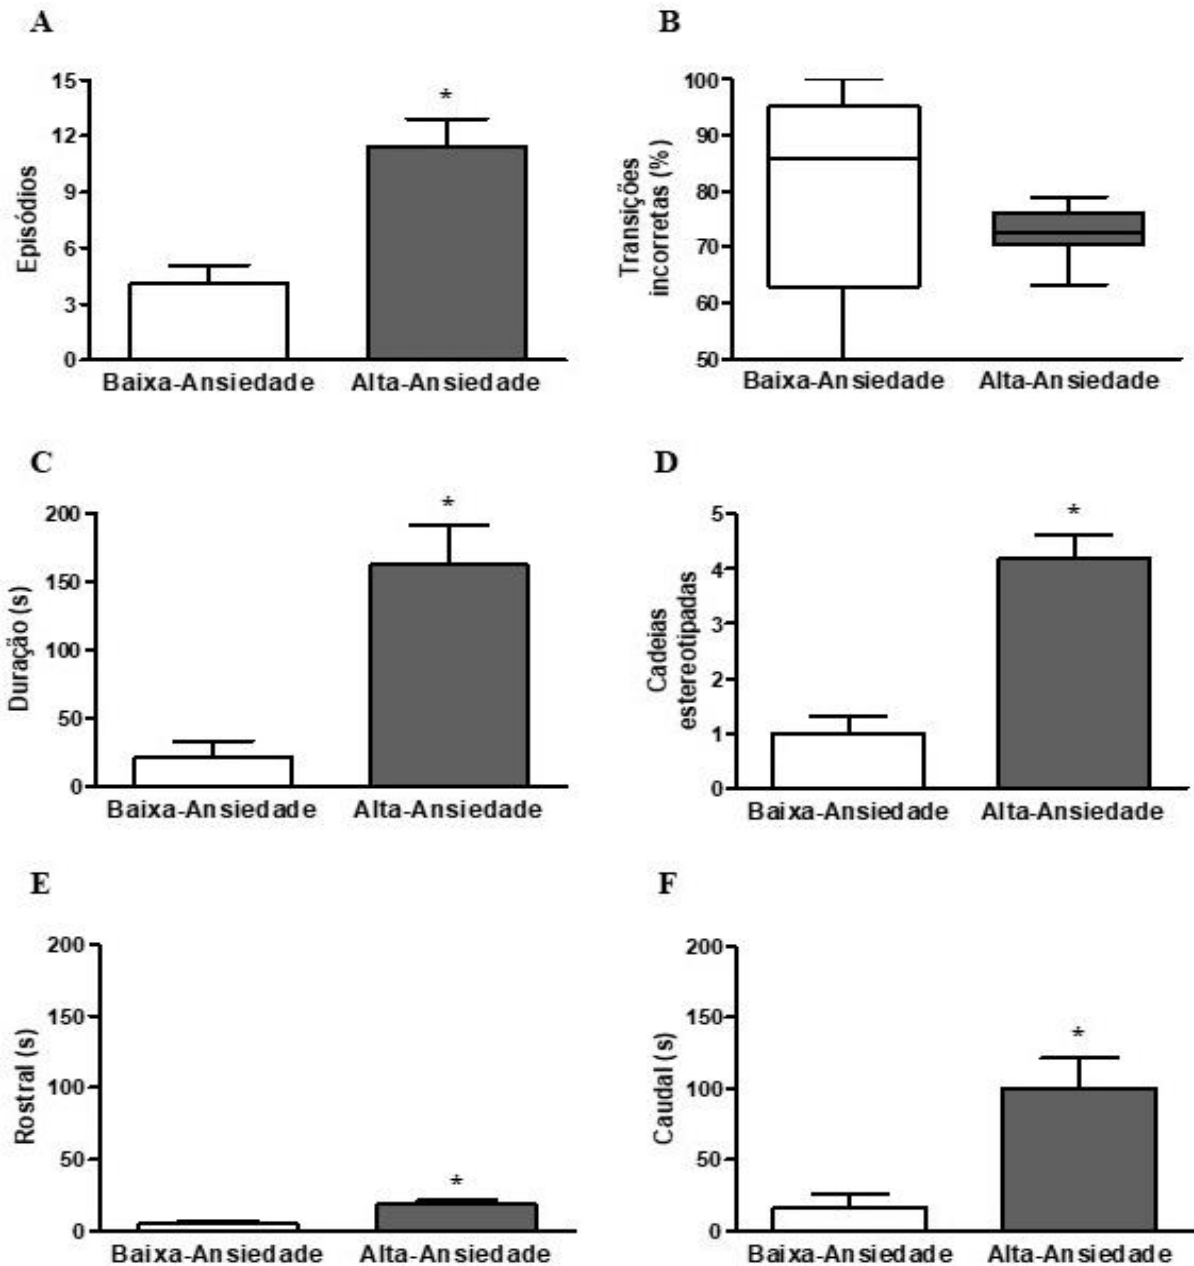 A
Episódios
15
12
9
6
3
0
*
Baixa-Ansiedade Alta-Ansiedade
B
Transições
incorretas (%)
100
90
80
70
60
50
Baixa-Ansiedade Alta-Ansiedade
C
Duração (s)
200
150
100
50
0
*
Baixa-Ansiedade Alta-Ansiedade
D
Cadeias
estereotipadas
5
4
3
2
1
0
*
Baixa-Ansiedade Alta-Ansiedade
E
Rostral (s)
200
150
100
50
0
*
Baixa-Ansiedade Alta-Ansiedade
F
Caudal (s)
200
150
100
50
0
*
Baixa-Ansiedade Alta-Ansiedade